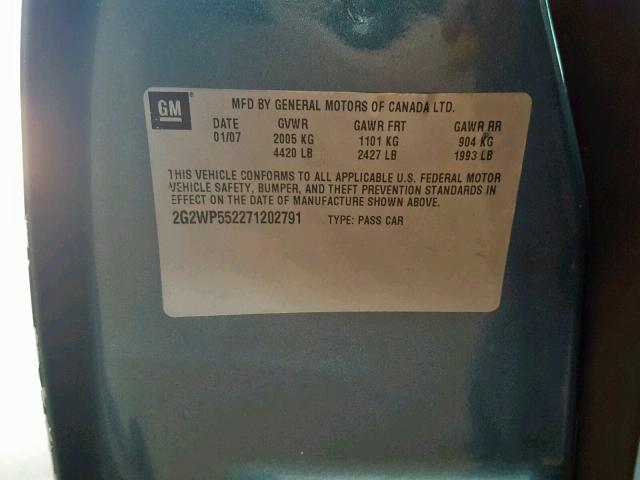 GM ®
MFD BY GENERAL MOTORS OF CANADA LTD.
DATE GVWR GAWR FRT GAWR RR
01/07 2005 KG 1101 KG 904 KG
4420 LB 2427 LB 1993 LB
THIS VEHICLE CONFORMS TO ALL APPLICABLE U.S. FEDERAL MOTOR
VEHICLE SAFETY, BUMPER, AND THEFT PREVENTION STANDARDS IN
EFFECT ON THE DATE OF MANUFACTURE SHOWN ABOVE.
2G2WP552271202791 TYPE: PASS CAR